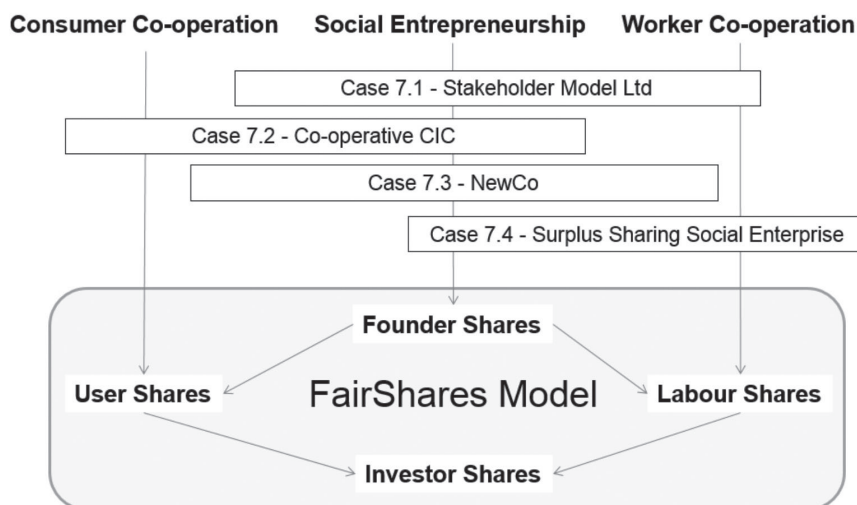 Consumer Co-operation Social Entrepreneurship Worker Co-operation
Case 7.1 - Stakeholder Model Ltd
Case 7.2 - Co-operative CIC
Case 7.3 - NewCo
Case 7.4 - Surplus Sharing Social Enterprise
Founder Shares
User Shares FairShares Model Labour Shares
Investor Shares